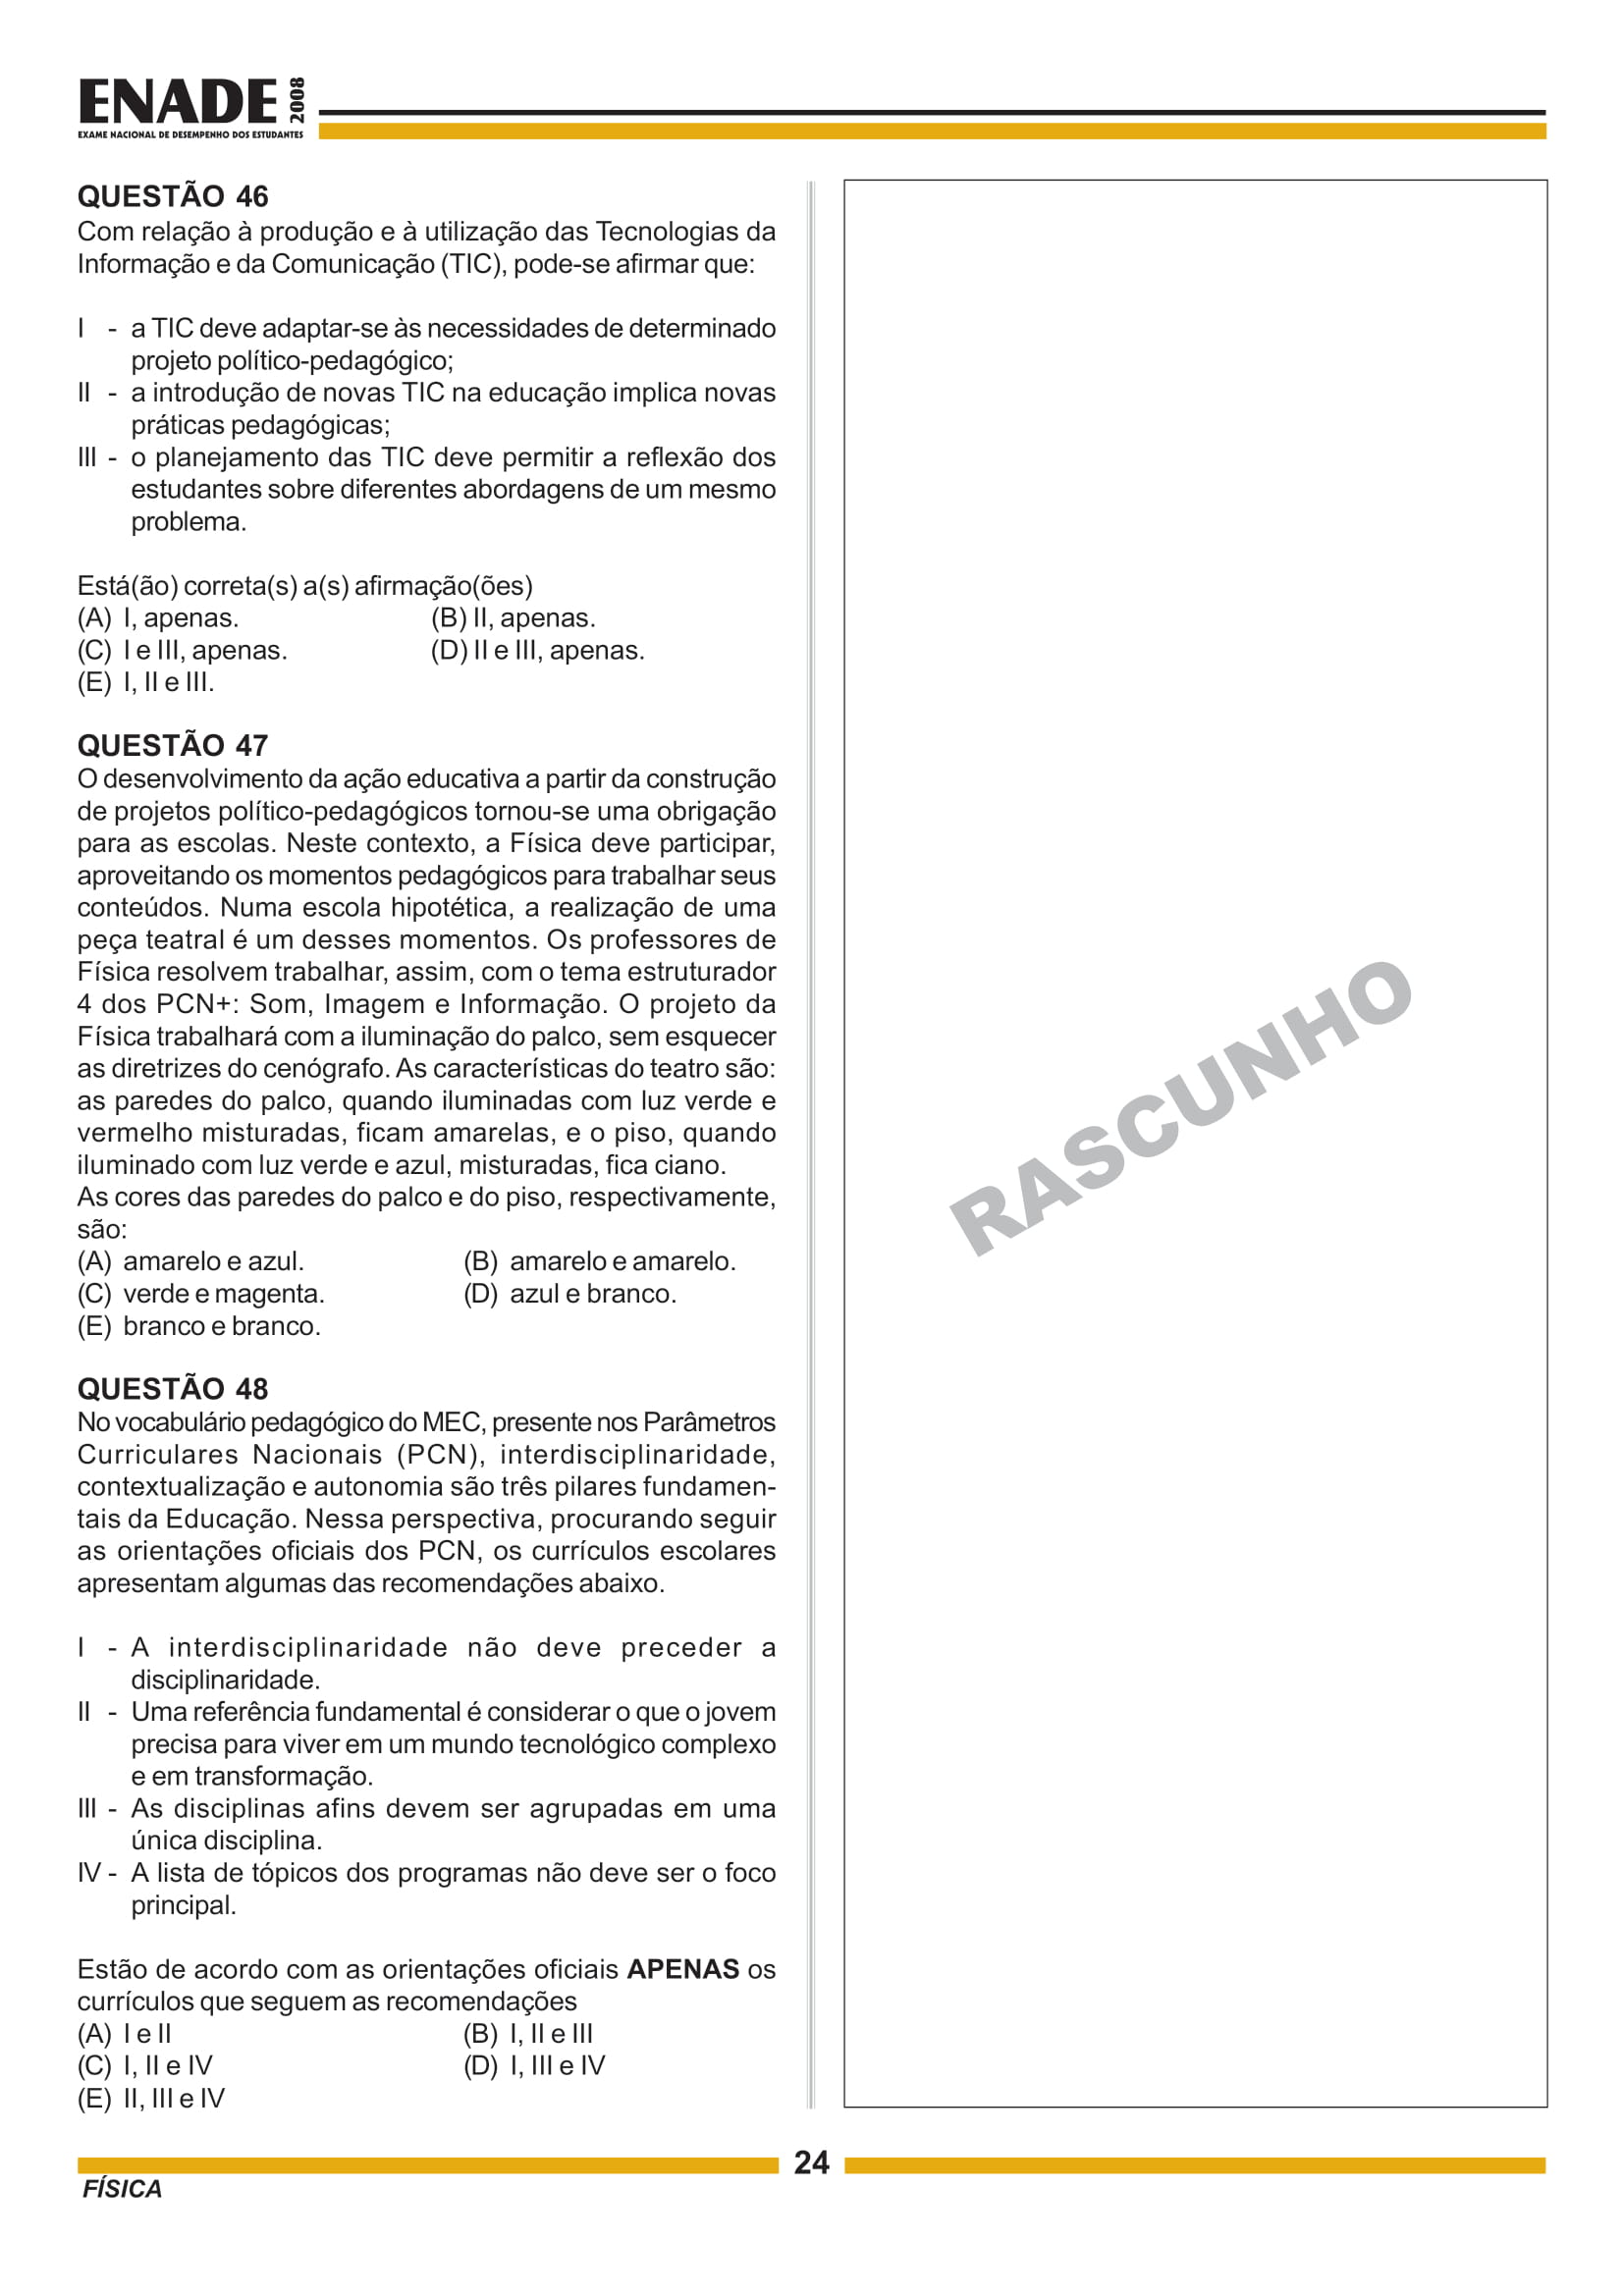 ENADE 2008
EXAME NACIONAL DE DESEMPENHO DOS ESTUDANTES
QUESTÃO 46
Com relação à produção e à utilização das Tecnologias da
Informação e da Comunicação (TIC), pode-se afirmar que:
I - a TIC deve adaptar-se às necessidades de determinado
projeto político-pedagógico;
II - a introdução de novas TIC na educação implica novas
práticas pedagógicas;
III - o planejamento das TIC deve permitir a reflexão dos
estudantes sobre diferentes abordagens de um mesmo
problema.
Está(ão) correta(s) a(s) afirmação(ões)
(A) I, apenas. (B) II, apenas.
(C) I e III, apenas. (D) II e III, apenas.
(E) I, II e III.
QUESTÃO 47
O desenvolvimento da ação educativa a partir da construção
de projetos político-pedagógicos tornou-se uma obrigação
para as escolas. Neste contexto, a Física deve participar,
aproveitando os momentos pedagógicos para trabalhar seus
conteúdos. Numa escola hipotética, a realização de uma
peça teatral é um desses momentos. Os professores de
Física resolvem trabalhar, assim, com o tema estruturador
4 dos PCN+: Som, Imagem e Informação. O projeto da
Física trabalhará com a iluminação do palco, sem esquecer
as diretrizes do cenógrafo. As características do teatro são:
as paredes do palco, quando iluminadas com luz verde e
vermelho misturadas, ficam amarelas, e o piso, quando
iluminado com luz verde e azul, misturadas, fica ciano.
As cores das paredes do palco e do piso, respectivamente,
são:
(A) amarelo e azul. (B) amarelo e amarelo.
(C) verde e magenta. (D) azul e branco.
(E) branco e branco.
QUESTÃO 48
No vocabulário pedagógico do MEC, presente nos Parâmetros
Curriculares Nacionais (PCN), interdisciplinaridade,
contextualização e autonomia são três pilares fundamen-
tais da Educação. Nessa perspectiva, procurando seguir
as orientações oficiais dos PCN, os currículos escolares
apresentam algumas das recomendações abaixo.
I - A interdisciplinaridade não deve preceder a
disciplinaridade.
II - Uma referência fundamental é considerar o que o jovem
precisa para viver em um mundo tecnológico complexo
e em transformação.
III - As disciplinas afins devem ser agrupadas em uma
única disciplina.
IV - A lista de tópicos dos programas não deve ser o foco
principal.
Estão de acordo com as orientações oficiais APENAS os
currículos que seguem as recomendações
(A) I e II (B) I, II e III
(C) I, II e IV (D) I, III e IV
(E) II, III e IV
RASCUNHO
24
FÍSICA